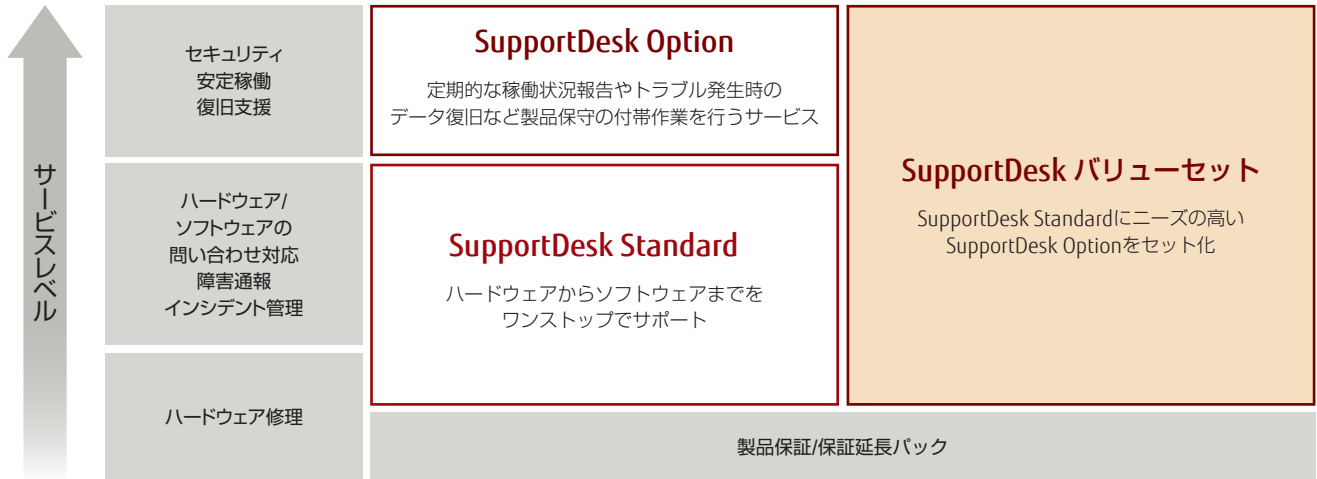 サービスレベル
セキュリティ
安定稼働
復旧支援
SupportDesk Option
定期的な稼働状況報告やトラブル発生時の
データ復旧など製品保守の付帯作業を行うサービス
ハードウェア/
ソフトウェアの
問い合わせ対応
障害通報
インシデント管理
SupportDesk Standard
ハードウェアからソフトウェアまでを
ワンストップでサポート
SupportDesk バリューセット
SupportDesk Standardにニーズの高い
SupportDesk Optionをセット化
ハードウェア修理
製品保証/保証延長パック